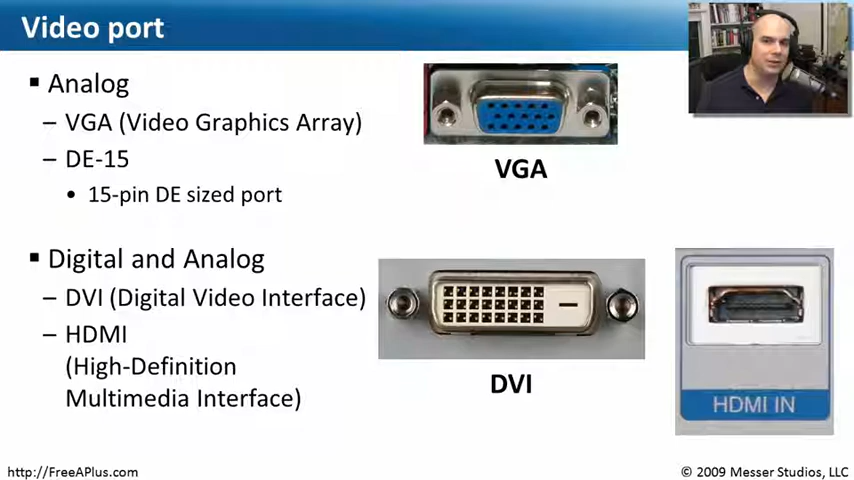 Video port
▪ Analog
– VGA (Video Graphics Array)
– DE-15
• 15-pin DE sized port
VGA
▪ Digital and Analog
– DVI (Digital Video Interface)
– HDMI
(High-Definition
Multimedia Interface)
DVI
HDMI IN
http://FreeAPlus.com
© 2009 Messer Studios, LLC